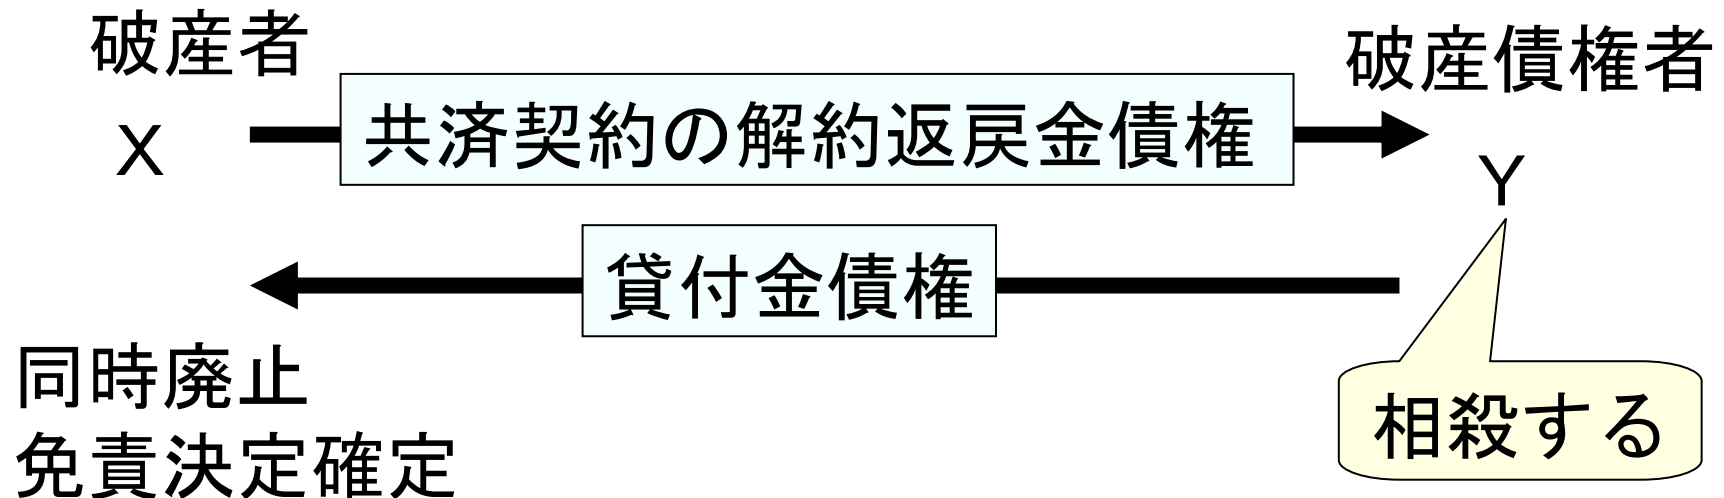 破産者
X
共済契約の解約返戻金債権
破産債権者
Y
貸付金債権
同時廃止
免責決定確定
相殺する